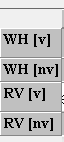 WH [v]
WH [nv]
RV [v]
RV [nv]